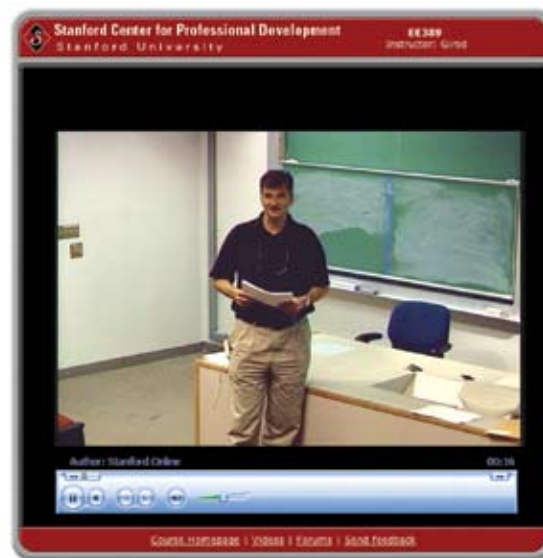 Stanford Center for Professional Development
Stanford University
EE389
Instructor: Girod
Author: Stanford Online
00:16
Course Homepage | Videos | Forums | Send Feedback